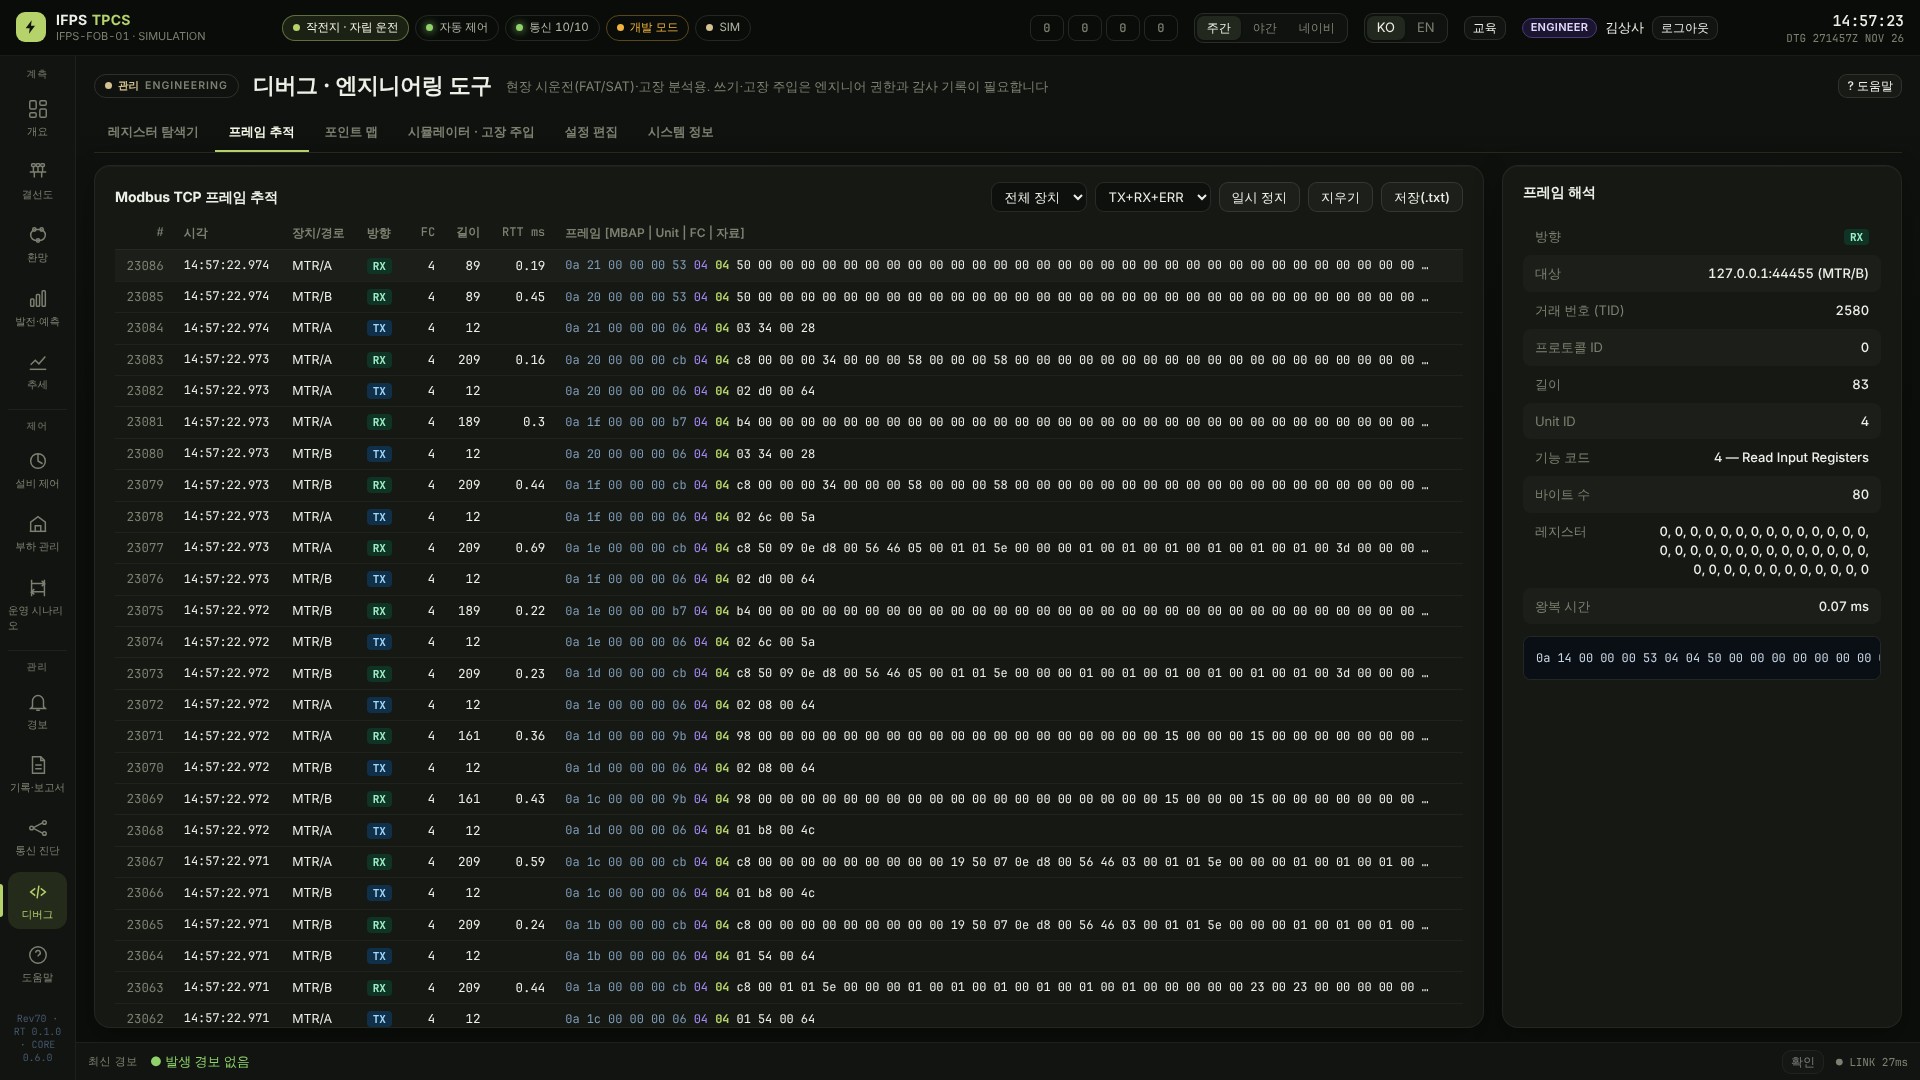 IFPS TPCS
IFPS-FOB-01 · SIMULATION
작전지 · 자립 운전
자동 제어
통신 10/10
개발 모드
SIM
0 0 0 0
주간 야간 네이비
KO EN
교육
ENGINEER 김상사 로그아웃
14:57:23
DTG 271457Z NOV 26
계측
개요
결선도
환망
발전·예측
추세
제어
설비 제어
부하 관리
운영 시나리
오
관리
경보
기록·보고서
통신 진단
디버그
도움말
Rev70 ·
RT 0.1.0
· CORE
0.6.0
관리 ENGINEERING
디버그 · 엔지니어링 도구
현장 시운전(FAT/SAT)·고장 분석용. 쓰기·고장 주입은 엔지니어 권한과 감사 기록이 필요합니다
? 도움말
레지스터 탐색기 프레임 추적 포인트 맵 시뮬레이터 · 고장 주입 설정 편집 시스템 정보
Modbus TCP 프레임 추적
전체 장치 TX+RX+ERR 일시 정지 지우기 저장(.txt)
# 시각 장치/경로 방향 FC 길이 RTT ms 프레임 [MBAP | Unit | FC | 자료]
23086 14:57:22.974 MTR/A RX 4 89 0.19 0a 21 00 00 00 53 04 04 50 00 00 00 00 00 00 00 00 00 00 00 00 00 00 00 00 00 00 00 00 00 00 00 00 00 00 00 00 00 00 00 …
23085 14:57:22.974 MTR/B RX 4 89 0.45 0a 20 00 00 00 53 04 04 50 00 00 00 00 00 00 00 00 00 00 00 00 00 00 00 00 00 00 00 00 00 00 00 00 00 00 00 00 00 00 00 …
23084 14:57:22.974 MTR/A TX 4 12 0a 21 00 00 00 06 04 04 03 34 00 28
23083 14:57:22.973 MTR/A RX 4 209 0.16 0a 20 00 00 00 cb 04 04 c8 00 00 00 34 00 00 00 58 00 00 00 58 00 00 00 00 00 00 00 00 00 00 00 00 00 00 00 00 00 00 00 …
23082 14:57:22.973 MTR/A TX 4 12 0a 20 00 00 00 06 04 04 02 d0 00 64
23081 14:57:22.973 MTR/A RX 4 189 0.3 0a 1f 00 00 00 b7 04 04 b4 00 00 00 00 00 00 00 00 00 00 00 00 00 00 00 00 00 00 00 00 00 00 00 00 00 00 00 00 00 00 00 …
23080 14:57:22.973 MTR/B TX 4 12 0a 20 00 00 00 06 04 04 03 34 00 28
23079 14:57:22.973 MTR/B RX 4 209 0.44 0a 1f 00 00 00 cb 04 04 c8 00 00 00 34 00 00 00 58 00 00 00 58 00 00 00 00 00 00 00 00 00 00 00 00 00 00 00 00 00 00 00 …
23078 14:57:22.973 MTR/A TX 4 12 0a 1f 00 00 00 06 04 04 02 6c 00 5a
23077 14:57:22.973 MTR/A RX 4 209 0.69 0a 1e 00 00 00 cb 04 04 c8 50 09 0e d8 00 56 46 05 00 01 01 5e 00 00 00 01 00 01 00 01 00 01 00 01 00 01 00 3d 00 00 00 …
23076 14:57:22.973 MTR/B TX 4 12 0a 1f 00 00 00 06 04 04 02 d0 00 64
23075 14:57:22.972 MTR/B RX 4 189 0.22 0a 1e 00 00 00 b7 04 04 b4 00 00 00 00 00 00 00 00 00 00 00 00 00 00 00 00 00 00 00 00 00 00 00 00 00 00 00 00 00 00 00 …
23074 14:57:22.972 MTR/B TX 4 12 0a 1e 00 00 00 06 04 04 02 6c 00 5a
23073 14:57:22.972 MTR/B RX 4 209 0.23 0a 1d 00 00 00 cb 04 04 c8 50 09 0e d8 00 56 46 05 00 01 01 5e 00 00 00 01 00 01 00 01 00 01 00 01 00 01 00 3d 00 00 00 …
23072 14:57:22.972 MTR/A TX 4 12 0a 1e 00 00 00 06 04 04 02 08 00 64
23071 14:57:22.972 MTR/A RX 4 161 0.36 0a 1d 00 00 00 9b 04 04 98 00 00 00 00 00 00 00 00 00 00 00 00 00 00 00 00 00 00 00 15 00 00 00 15 00 00 00 00 00 00 00 …
23070 14:57:22.972 MTR/B TX 4 12 0a 1d 00 00 00 06 04 04 02 08 00 64
23069 14:57:22.972 MTR/B RX 4 161 0.43 0a 1c 00 00 00 9b 04 04 98 00 00 00 00 00 00 00 00 00 00 00 00 00 00 00 00 00 00 00 15 00 00 00 15 00 00 00 00 00 00 00 …
23068 14:57:22.972 MTR/A TX 4 12 0a 1d 00 00 00 06 04 04 01 b8 00 4c
23067 14:57:22.971 MTR/A RX 4 209 0.59 0a 1c 00 00 00 cb 04 04 c8 00 00 00 00 00 00 00 00 00 19 50 07 0e d8 00 56 46 03 00 01 01 5e 00 00 00 01 00 01 00 01 00 …
23066 14:57:22.971 MTR/B TX 4 12 0a 1c 00 00 00 06 04 04 01 b8 00 4c
23065 14:57:22.971 MTR/B RX 4 209 0.24 0a 1b 00 00 00 cb 04 04 c8 00 00 00 00 00 00 00 00 00 19 50 07 0e d8 00 56 46 03 00 01 01 5e 00 00 00 01 00 01 00 01 00 …
23064 14:57:22.971 MTR/B TX 4 12 0a 1b 00 00 00 06 04 04 01 54 00 64
23063 14:57:22.971 MTR/B RX 4 209 0.44 0a 1a 00 00 00 cb 04 04 c8 00 01 01 5e 00 00 00 01 00 01 00 01 00 01 00 01 00 01 00 00 00 00 00 23 00 23 00 00 00 00 00 …
23062 14:57:22.971 MTR/A TX 4 12 0a 1c 00 00 00 06 04 04 01 54 00 64
프레임 해석
방향 RX
대상 127.0.0.1:44455 (MTR/B)
거래 번호 (TID) 2580
프로토콜 ID 0
길이 83
Unit ID 4
기능 코드 4 — Read Input Registers
바이트 수 80
레지스터 0, 0, 0, 0, 0, 0, 0, 0, 0, 0, 0, 0, 0, 0,
0, 0, 0, 0, 0, 0, 0, 0, 0, 0, 0, 0, 0, 0,
0, 0, 0, 0, 0, 0, 0, 0, 0, 0, 0, 0
왕복 시간 0.07 ms
0a 14 00 00 00 53 04 04 50 00 00 00 00 00 00 00
최신 경보 발생 경보 없음
확인 LINK 27ms